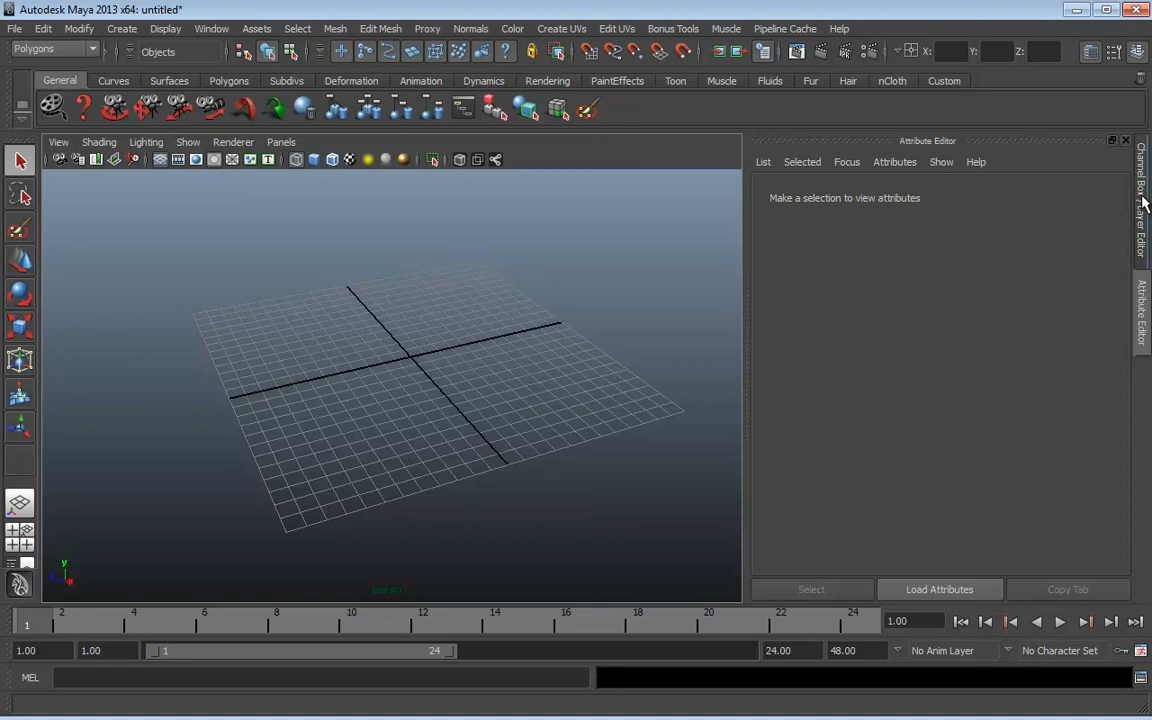 Autodesk Maya 2013 x64: untitled*
File Edit Modify Create Display Window Assets Select Mesh Edit Mesh Proxy Normals Color Create UVs Edit UVs Bonus Tools Muscle Pipeline Cache Help
Polygons Objects X: Y: Z:
General Curves Surfaces Polygons Subdivs Deformation Animation Dynamics Rendering PaintEffects Toon Muscle Fluids Fur Hair nCloth Custom
View Shading Lighting Show Renderer Panels
Attribute Editor
List Selected Focus Attributes Show Help
Make a selection to view attributes
Channel Box / Layer Editor
Attribute Editor
y
x
persp
Select Load Attributes Copy Tab
1 2 4 6 8 10 12 14 16 18 20 22 24 1.00
1.00 1.00 1 24 24.00 48.00 No Anim Layer No Character Set
MEL